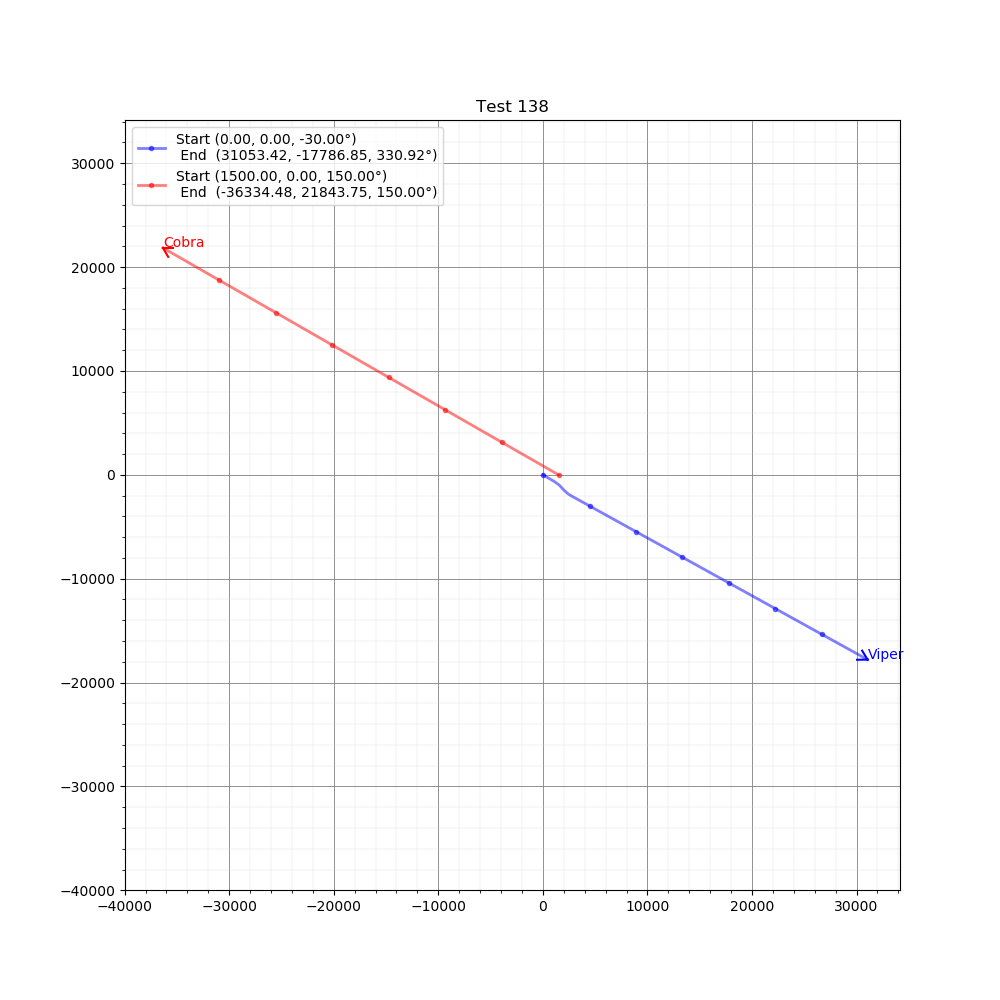 Test 138
Start (0.00, 0.00, -30.00°)
End  (31053.42, -17786.85, 330.92°)
Start (1500.00, 0.00, 150.00°)
End  (-36334.48, 21843.75, 150.00°)
30000
Cobra
20000
10000
0
−10000
Viper
−20000
−30000
−40000
−40000 −30000 −20000 −10000 0 10000 20000 30000